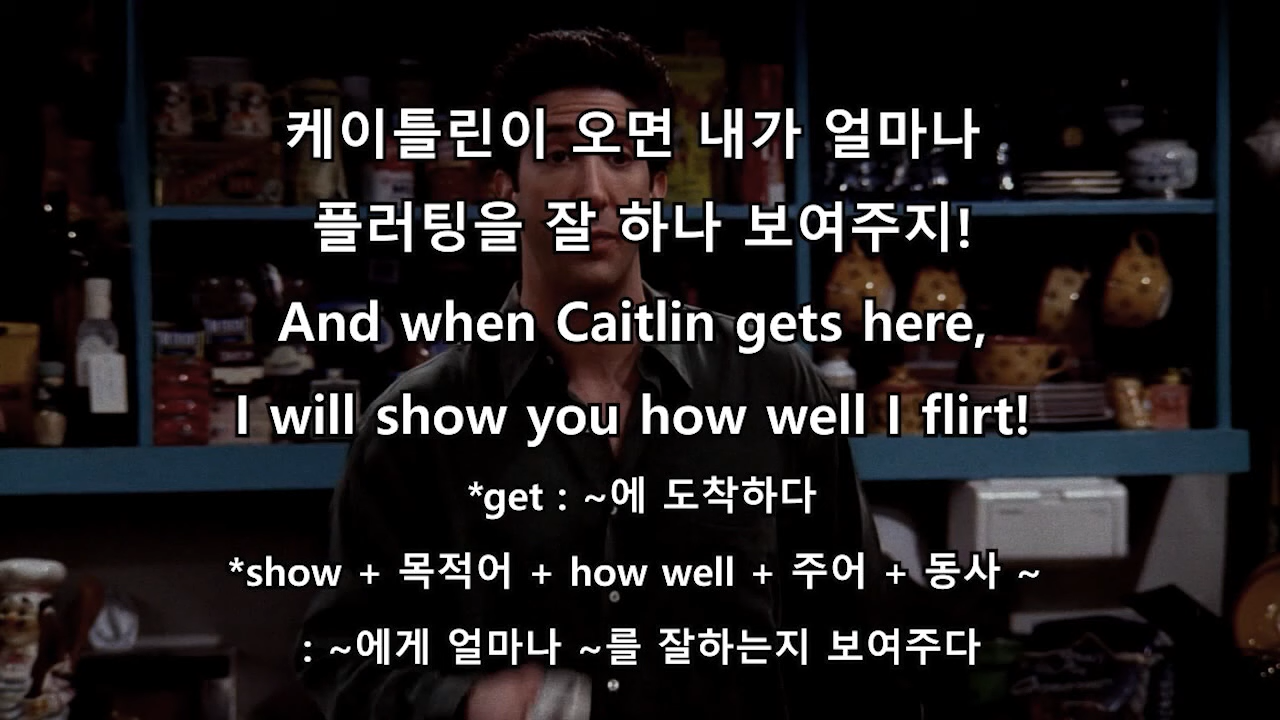 케이틀린이 오면 내가 얼마나
플러팅을 잘 하나 보여주지!
And when Caitlin gets here,
I will show you how well I flirt!
*get : ~에 도착하다
*show + 목적어 + how well + 주어 + 동사 ~
: ~에게 얼마나 ~를 잘하는지 보여주다